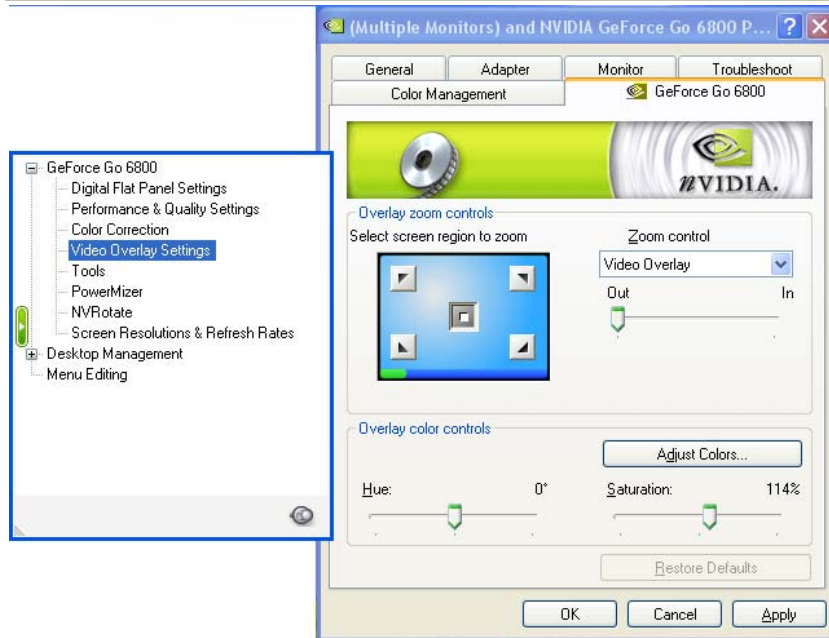 (Multiple Monitors) and NVIDIA GeForce Go 6800 P...
General Adapter Monitor Troubleshoot
Color Management GeForce Go 6800
nVIDIA.
GeForce Go 6800
Digital Flat Panel Settings
Performance & Quality Settings
Color Correction
Video Overlay Settings
Tools
PowerMizer
NVRotate
Screen Resolutions & Refresh Rates
Desktop Management
Menu Editing
Overlay zoom controls
Select screen region to zoom
Zoom control
Video Overlay
Out In
Overlay color controls
Adjust Colors...
Hue: 0°
Saturation: 114%
Restore Defaults
OK Cancel Apply